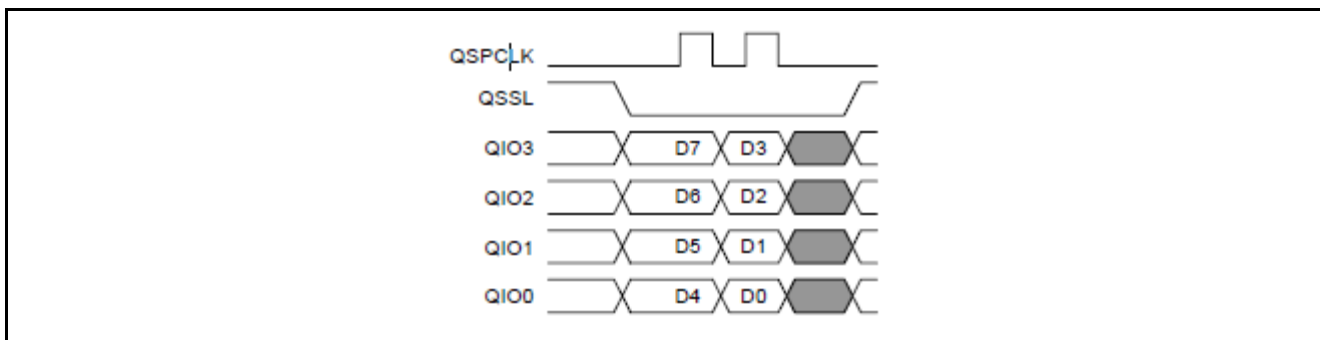 QSPCLK
QSSL
QIO3 D7 D3
QIO2 D6 D2
QIO1 D5 D1
QIO0 D4 D0